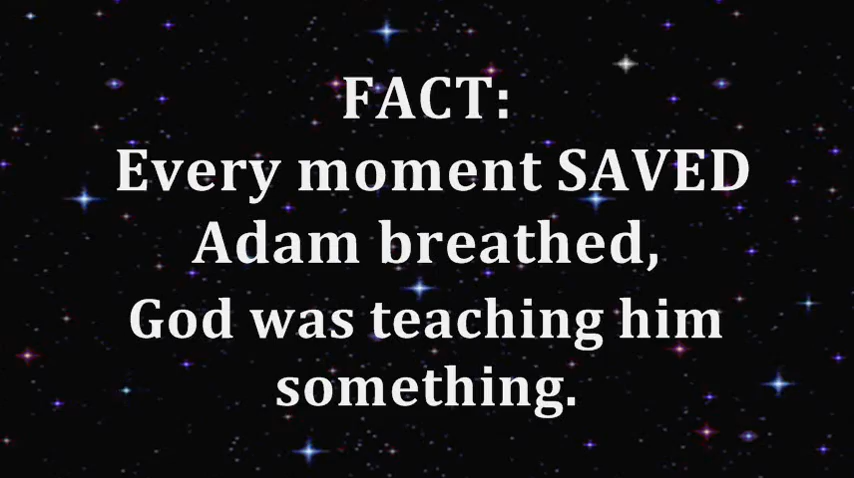 FACT:
Every moment SAVED
Adam breathed,
God was teaching him
something.